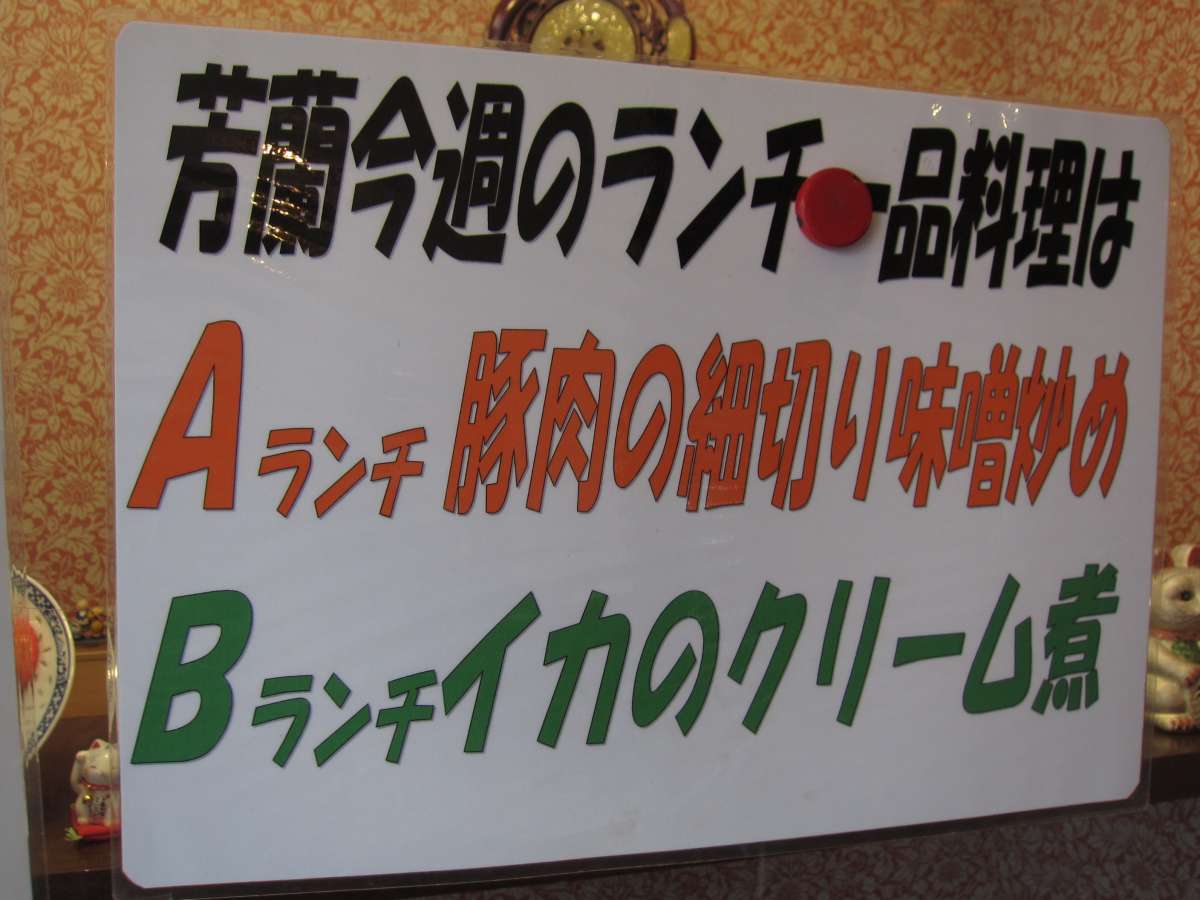 芳蘭今週のランチ一品料理は
Aランチ 豚肉の細切り味噌炒め
Bランチイカのクリーム煮